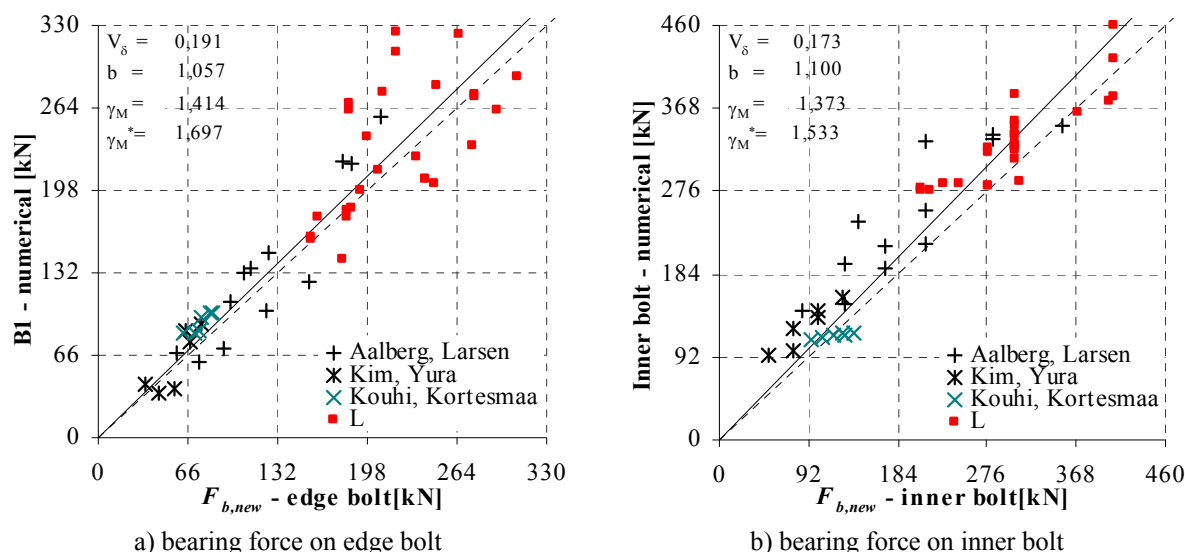 330
264
198
132
66
0
B1 - numerical [kN]
V_δ = 0,191
b = 1,057
γ_M = 1,414
γ_M*= 1,697
Aalberg, Larsen
Kim, Yura
Kouhi, Kortesmaa
L
0 66 132 198 264 330
F_b,new - edge bolt[kN]
a) bearing force on edge bolt
460
368
276
184
92
0
Inner bolt - numerical [kN]
V_δ = 0,173
b = 1,100
γ_M = 1,373
γ_M*= 1,533
Aalberg, Larsen
Kim, Yura
Kouhi, Kortesmaa
L
0 92 184 276 368 460
F_b,new - inner bolt[kN]
b) bearing force on inner bolt